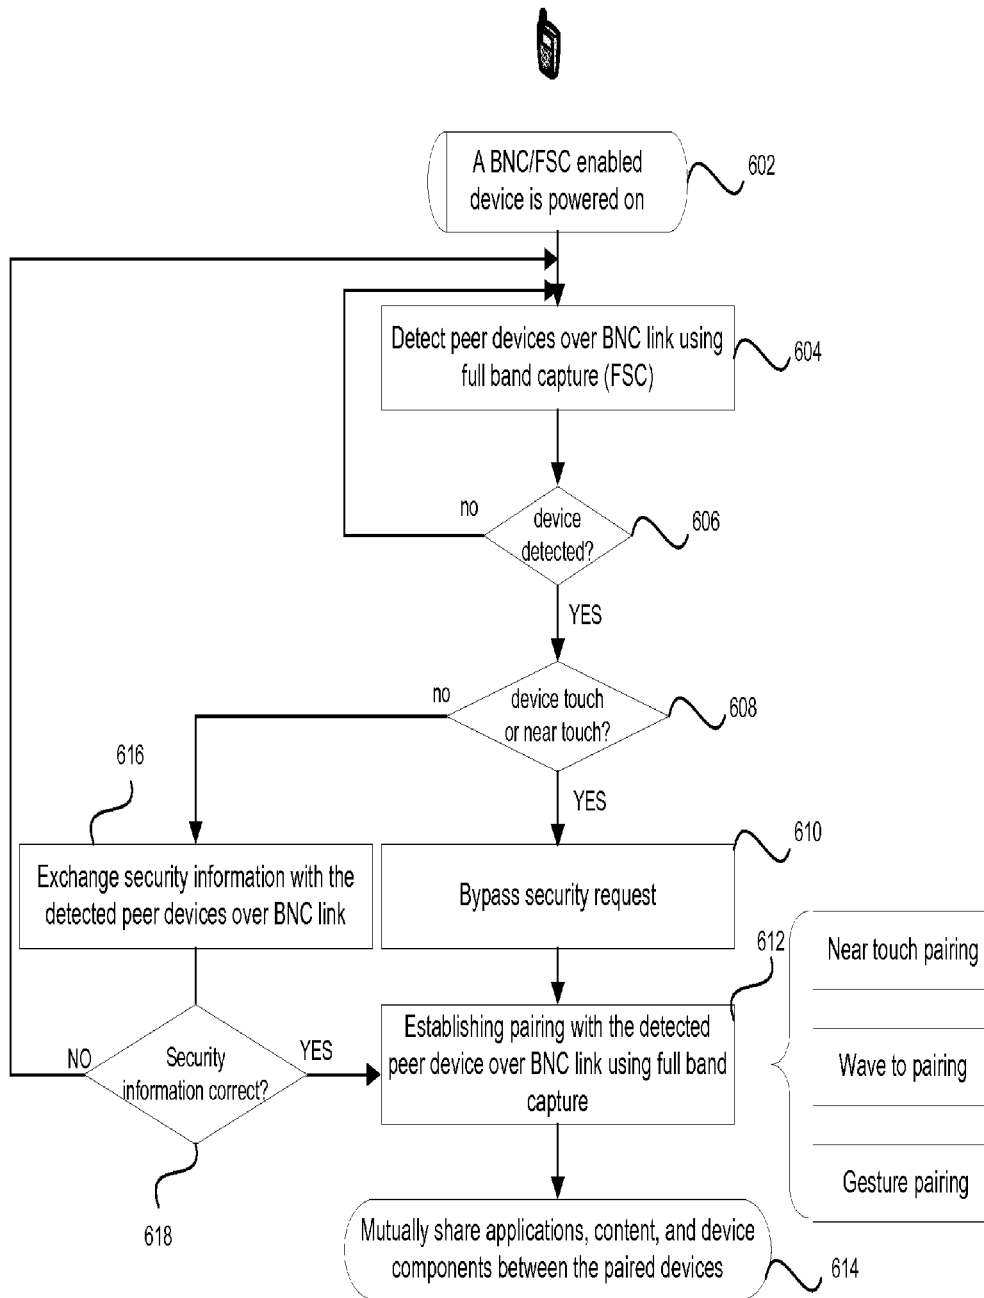 A BNC/FSC enabled
device is powered on
602
Detect peer devices over BNC link using
full band capture (FSC)
604
no
device
detected?
606
YES
no
device touch
or near touch?
608
616
YES
610
Exchange security information with the
detected peer devices over BNC link
Bypass security request
612
Near touch pairing
Establishing pairing with the detected
peer device over BNC link using full band
capture
NO
Security
information correct?
YES
Wave to pairing
Gesture pairing
618
Mutually share applications, content, and device
components between the paired devices
614